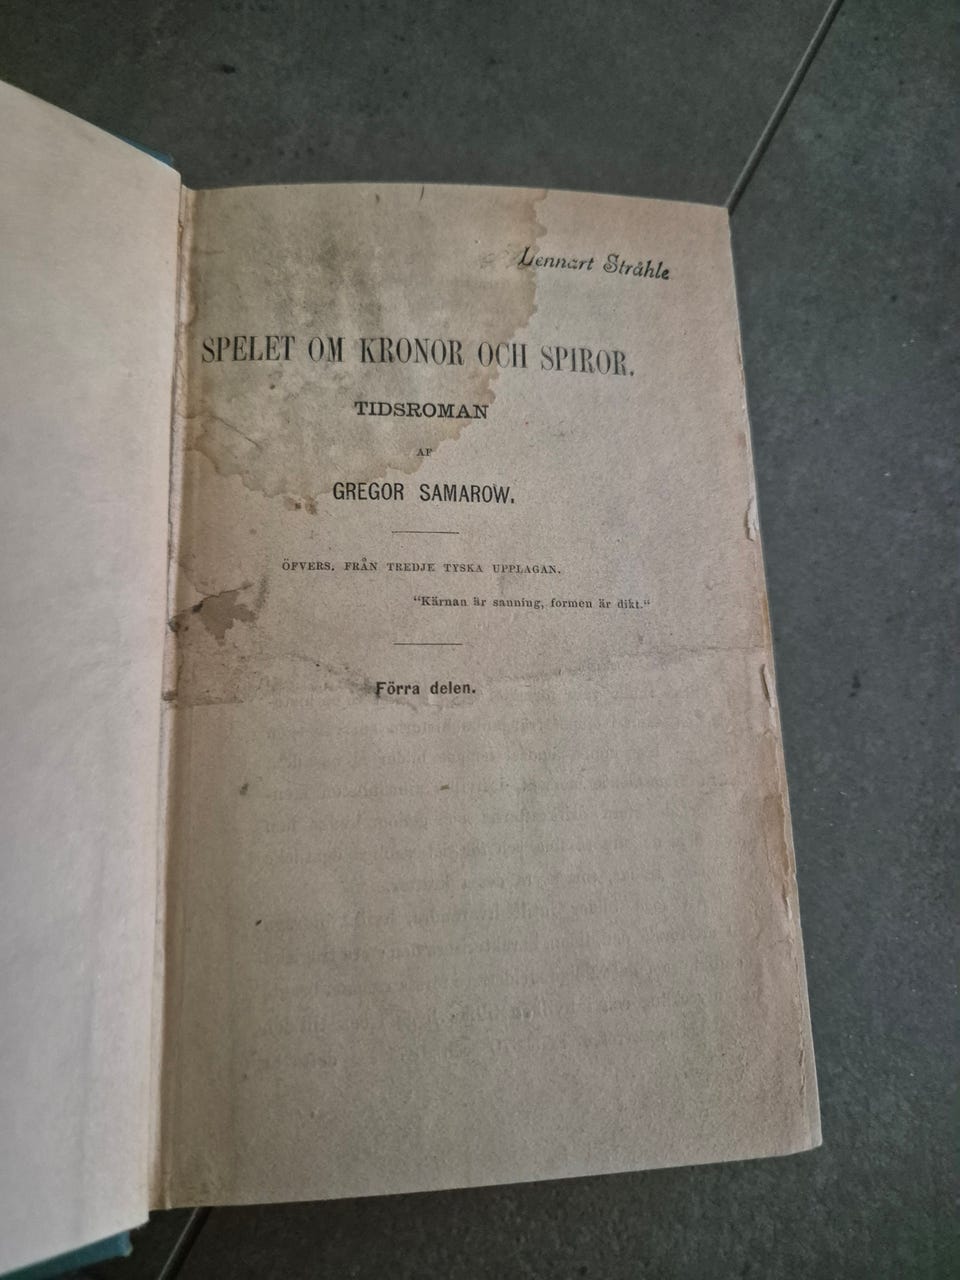 Lennart Stråhle
SPELET OM KRONOR OCH SPIROR.
TIDSROMAN
AF
GREGOR SAMAROW.
ÖFVERS. FRÅN TREDJE TYSKA UPPLAGAN.
“Kärnan är sanning, formen är dikt.“
Förra delen.